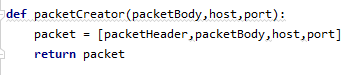 def packetCreator(packetBody,host,port):
    packet = [packetHeader,packetBody,host,port]
    return packet